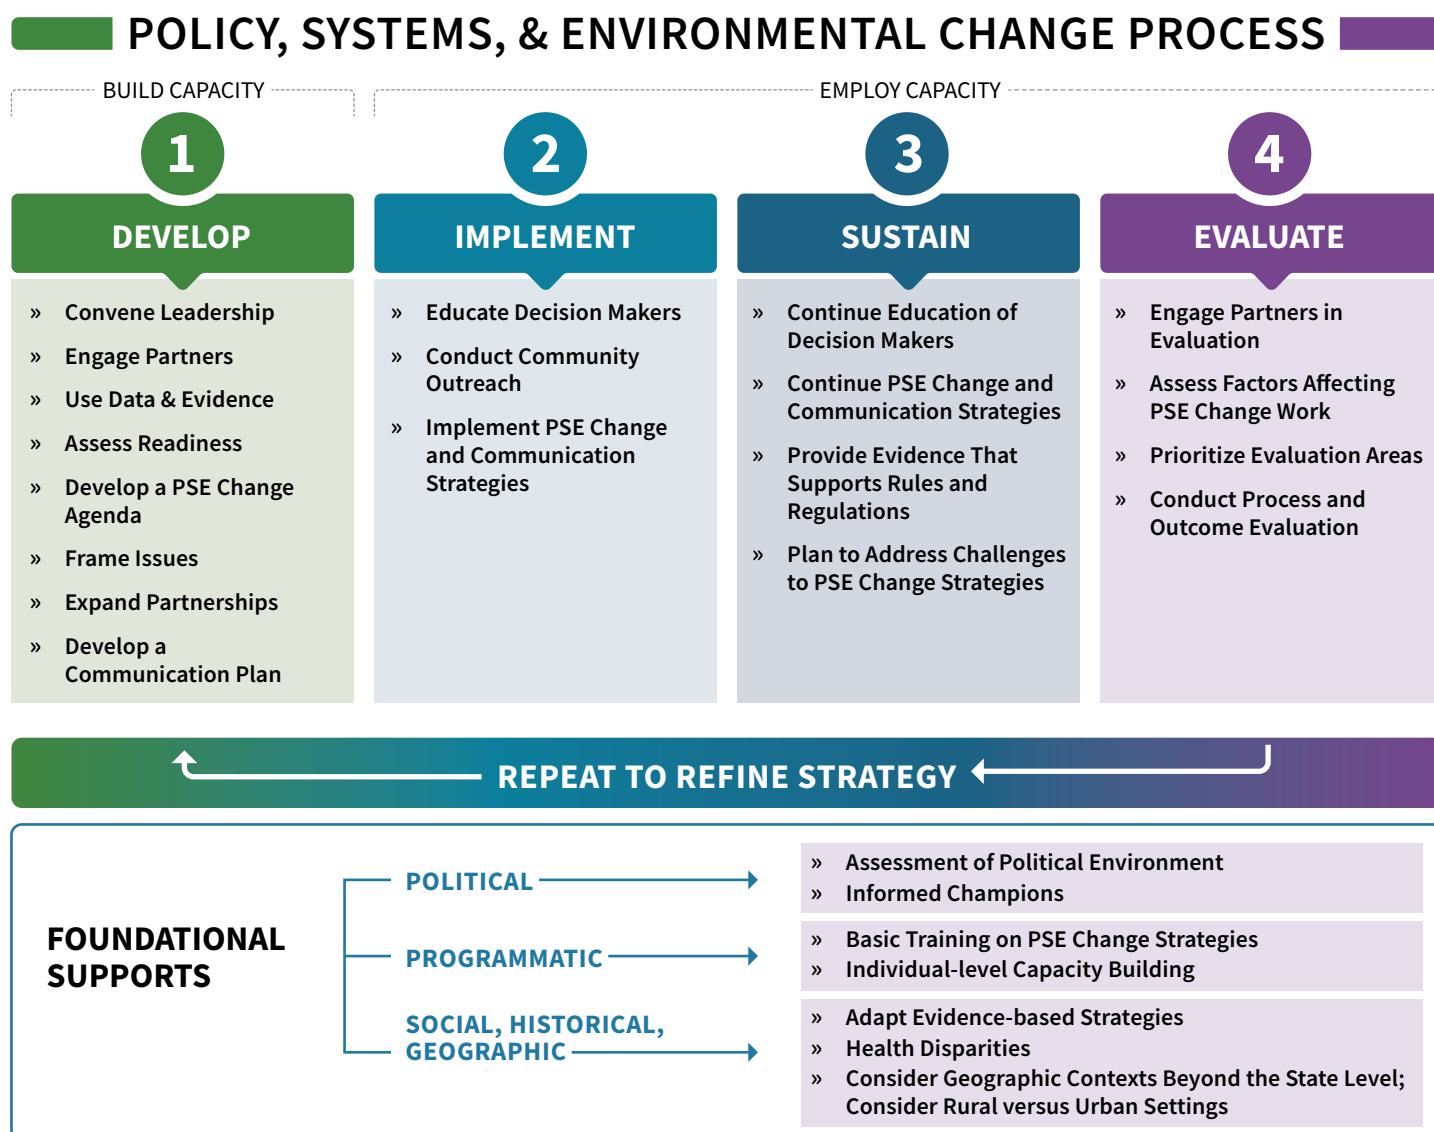 POLICY, SYSTEMS, & ENVIRONMENTAL CHANGE PROCESS
BUILD CAPACITY
EMPLOY CAPACITY
1
DEVELOP
» Convene Leadership
» Engage Partners
» Use Data & Evidence
» Assess Readiness
» Develop a PSE Change
Agenda
» Frame Issues
» Expand Partnerships
» Develop a
Communication Plan
2
IMPLEMENT
» Educate Decision Makers
» Conduct Community
Outreach
» Implement PSE Change
and Communication
Strategies
3
SUSTAIN
» Continue Education of
Decision Makers
» Continue PSE Change and
Communication Strategies
» Provide Evidence That
Supports Rules and
Regulations
» Plan to Address Challenges
to PSE Change Strategies
4
EVALUATE
» Engage Partners in
Evaluation
» Assess Factors Affecting
PSE Change Work
» Prioritize Evaluation Areas
» Conduct Process and
Outcome Evaluation
REPEAT TO REFINE STRATEGY
FOUNDATIONAL
SUPPORTS
POLITICAL
» Assessment of Political Environment
» Informed Champions
PROGRAMMATIC
» Basic Training on PSE Change Strategies
» Individual-level Capacity Building
SOCIAL, HISTORICAL,
GEOGRAPHIC
» Adapt Evidence-based Strategies
» Health Disparities
» Consider Geographic Contexts Beyond the State Level;
Consider Rural versus Urban Settings